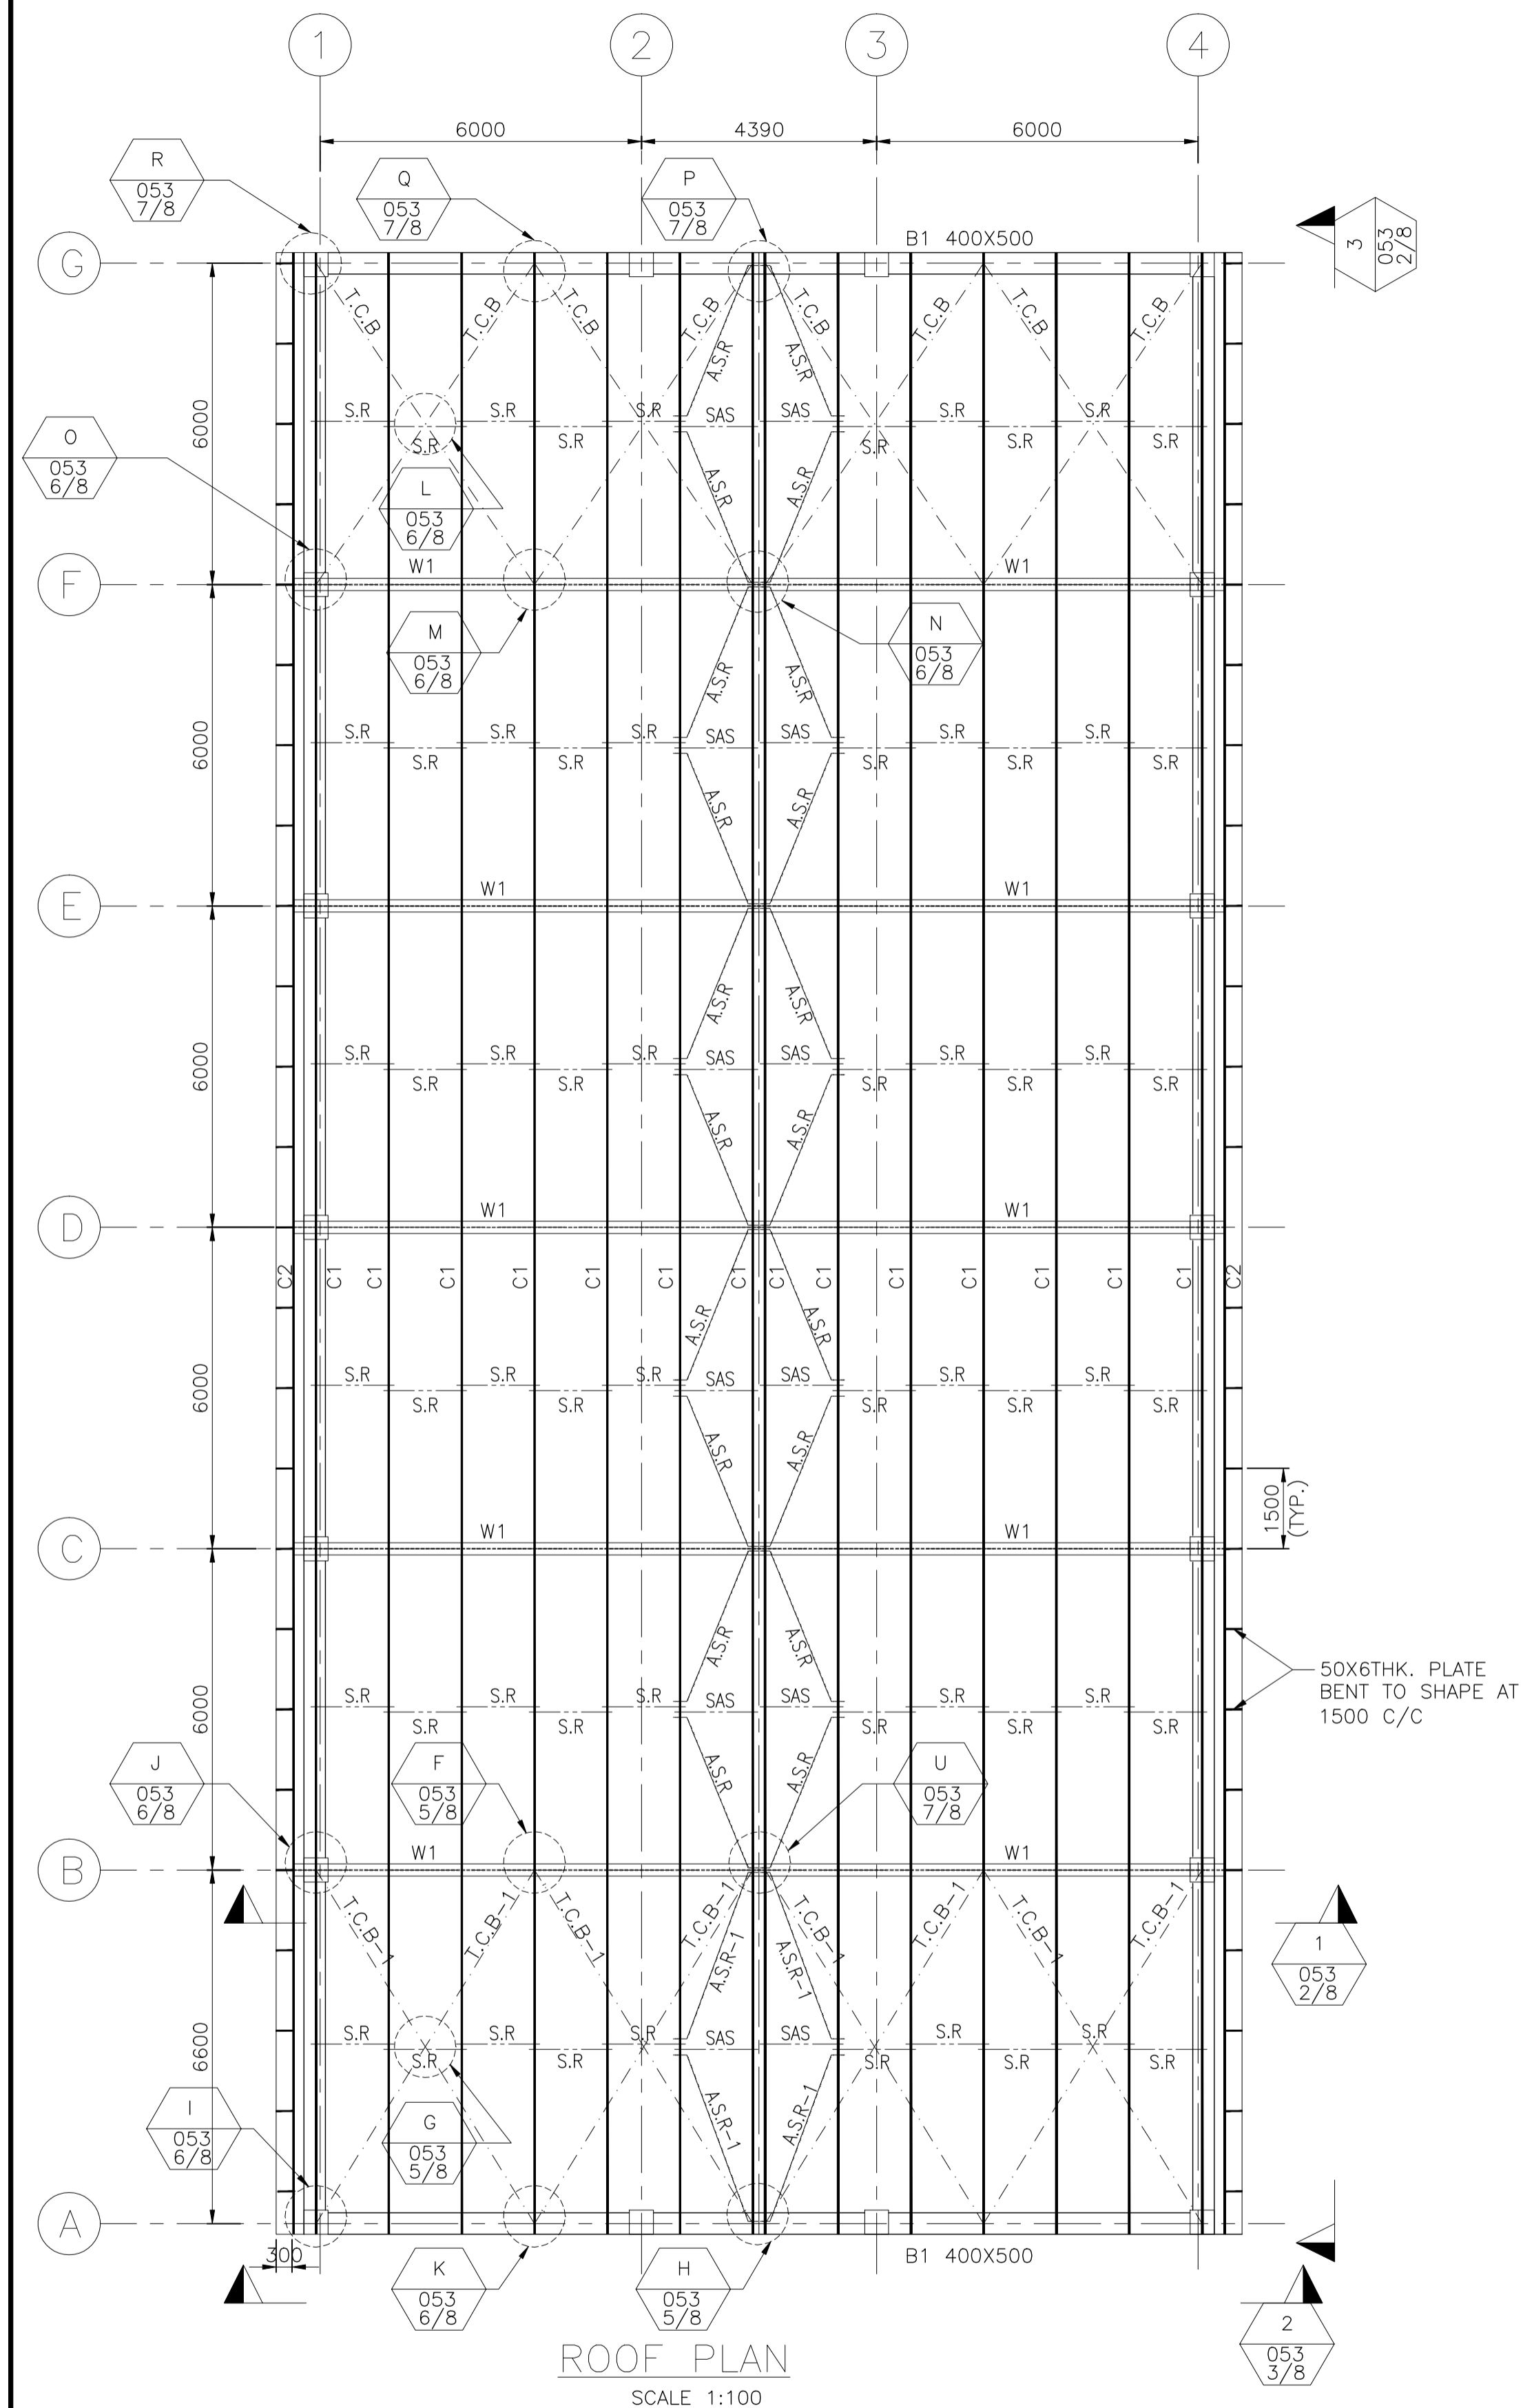 1 2 3 4
6000 4390 6000
R
053
7/8
Q
053
7/8
P
053
7/8
B1 400X500
3
053
2/8
G
T.C.B T.C.B T.C.B T.C.B T.C.B T.C.B T.C.B T.C.B
A.S.R A.S.R
6000
S.R S.R S.R SAS SAS S.R S.R
S.R S.R S.R S.R S.R
O
053
6/8
L
053
6/8
A.S.R A.S.R
F
W1 W1
M
053
6/8
N
053
6/8
A.S.R A.S.R
6000
S.R S.R S.R SAS SAS S.R S.R
S.R S.R S.R S.R S.R
A.S.R A.S.R
E
W1 W1
A.S.R A.S.R
6000
S.R S.R S.R SAS SAS S.R S.R
S.R S.R S.R S.R S.R
A.S.R A.S.R
D
W1 W1
C2 C1 C1 C1 C1 C1 C1 C1 C1 C1 C1 C1 C1 C1 C1 C2
A.S.R A.S.R
6000
S.R S.R S.R SAS SAS S.R S.R
S.R S.R S.R S.R S.R
A.S.R A.S.R
1500
(TYP.)
C
W1 W1
A.S.R A.S.R
6000
50X6THK. PLATE
BENT TO SHAPE AT
1500 C/C
S.R S.R S.R SAS SAS S.R S.R
S.R S.R S.R S.R S.R
A.S.R A.S.R
J
053
6/8
F
053
5/8
U
053
7/8
B
W1 W1
T.C.B-1 T.C.B-1 T.C.B-1 T.C.B-1 T.C.B-1 T.C.B-1 T.C.B-1 T.C.B-1
A.S.R-1 A.S.R-1
1
053
2/8
6600
S.R S.R S.R SAS SAS S.R S.R
S.R S.R S.R S.R S.R
A.S.R-1 A.S.R-1
I
053
6/8
G
053
5/8
A
300
B1 400X500
K
053
6/8
H
053
5/8
2
053
3/8
ROOF PLAN
SCALE 1:100